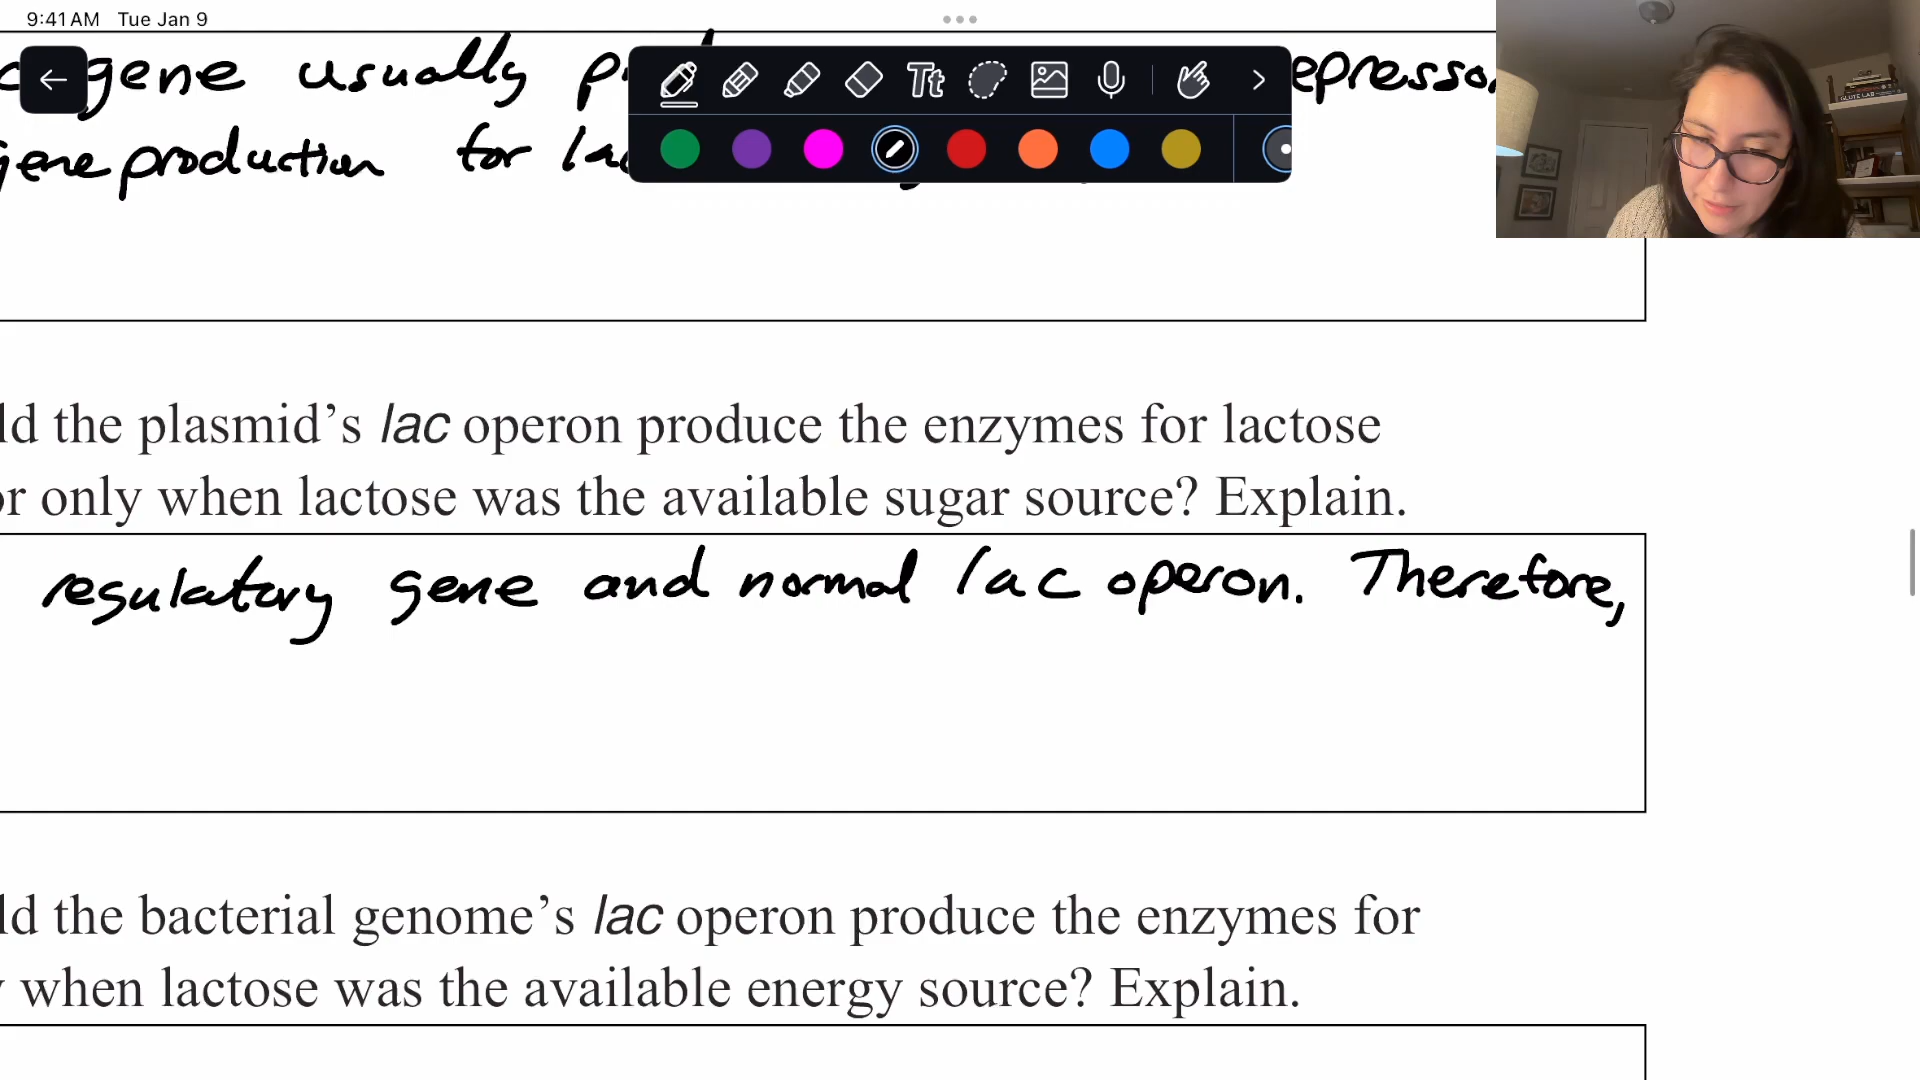 9:41 AM Tue Jan 9
gene usually
Tt
gene production for
ld the plasmid's lac operon produce the enzymes for lactose
or only when lactose was the available sugar source? Explain.
regulatory gene and normal lac operon. Therefore,
ld the bacterial genome's lac operon produce the enzymes for
when lactose was the available energy source? Explain.